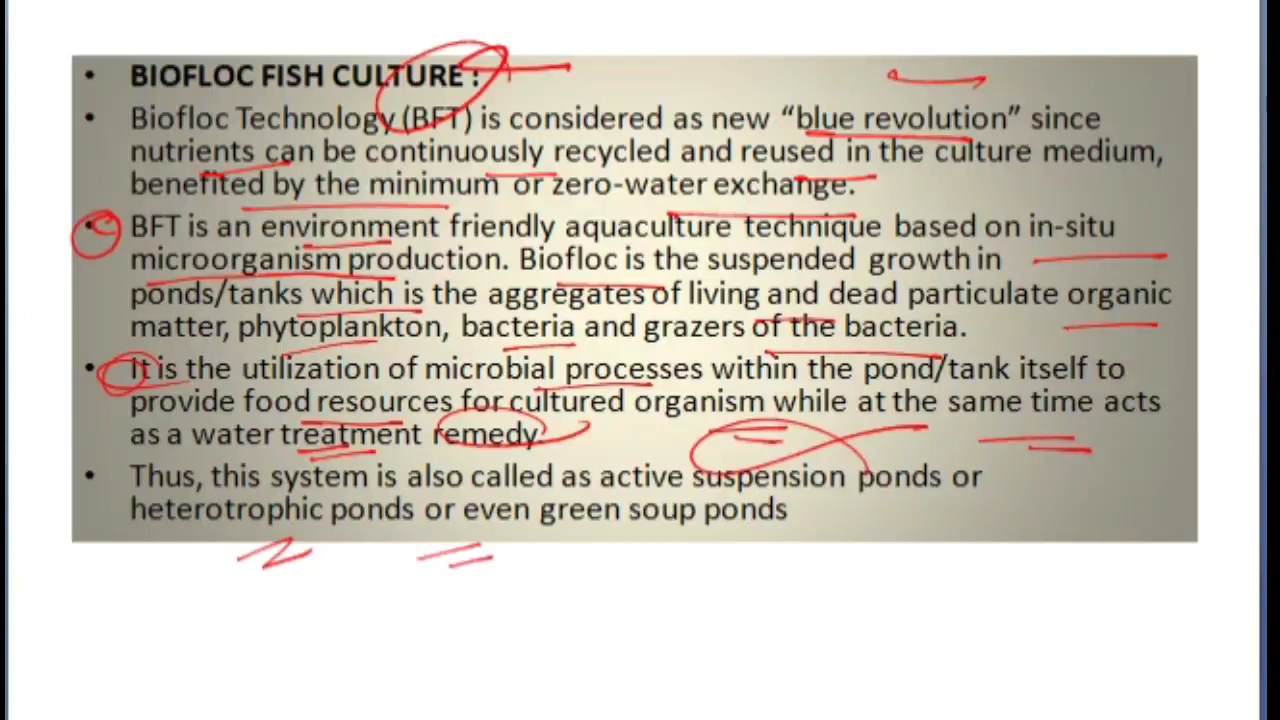 • BIOFLOC FISH CULTURE :
• Biofloc Technology (BFT) is considered as new “blue revolution” since
nutrients can be continuously recycled and reused in the culture medium,
benefited by the minimum or zero-water exchange.
• BFT is an environment friendly aquaculture technique based on in-situ
microorganism production. Biofloc is the suspended growth in
ponds/tanks which is the aggregates of living and dead particulate organic
matter, phytoplankton, bacteria and grazers of the bacteria.
• It is the utilization of microbial processes within the pond/tank itself to
provide food resources for cultured organism while at the same time acts
as a water treatment remedy.
• Thus, this system is also called as active suspension ponds or
heterotrophic ponds or even green soup ponds